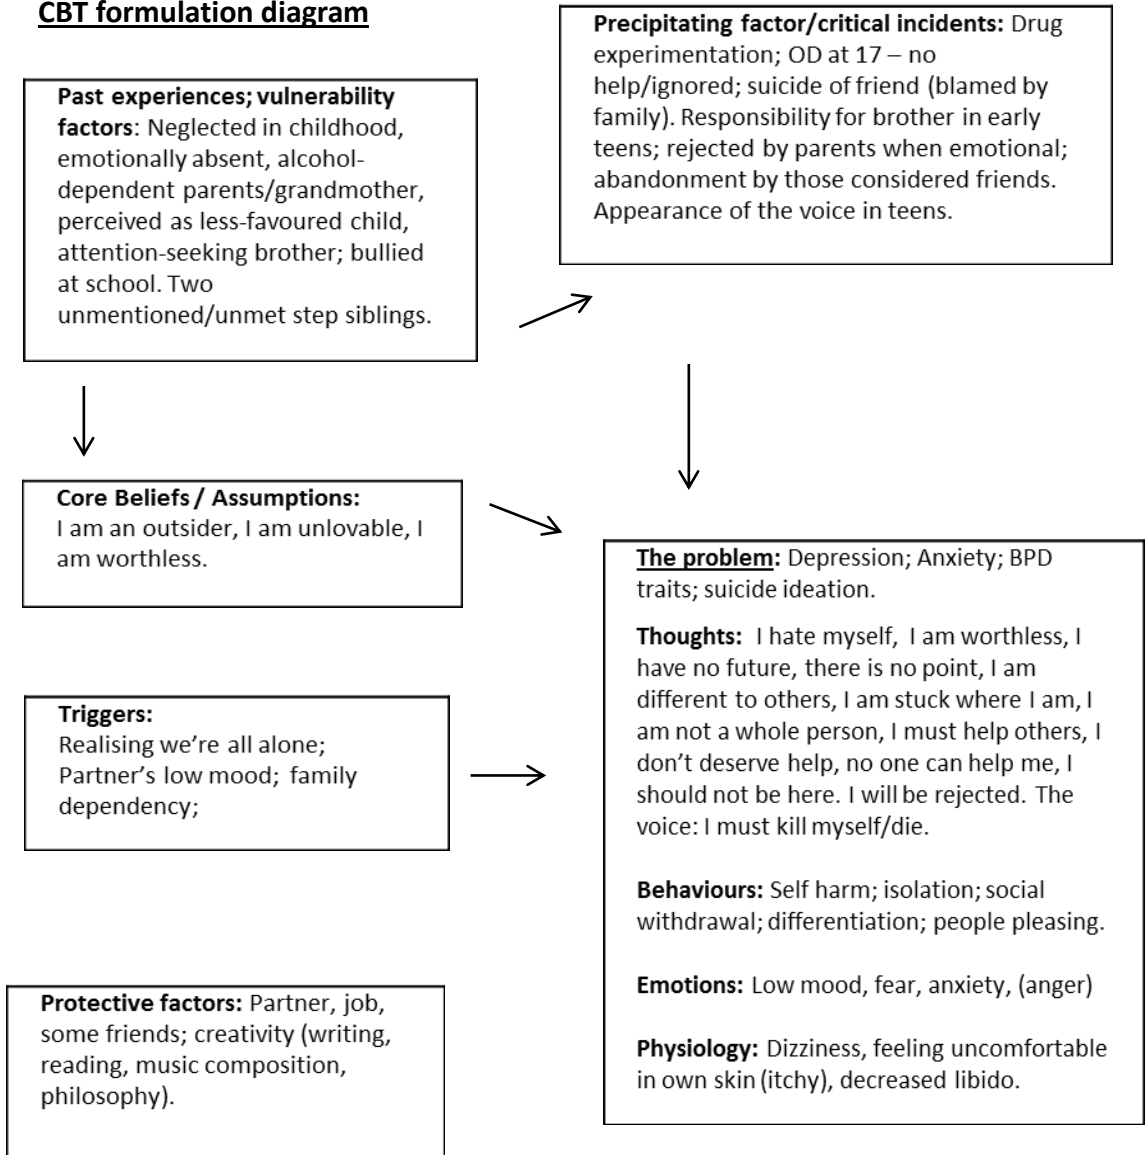 CBT formulation diagram
Past experiences; vulnerability
factors: Neglected in childhood,
emotionally absent, alcohol-
dependent parents/grandmother,
perceived as less-favoured child,
attention-seeking brother; bullied
at school. Two
unmentioned/unmet step siblings.
Precipitating factor/critical incidents: Drug
experimentation; OD at 17 – no
help/ignored; suicide of friend (blamed by
family). Responsibility for brother in early
teens; rejected by parents when emotional;
abandonment by those considered friends.
Appearance of the voice in teens.
Core Beliefs / Assumptions:
I am an outsider, I am unlovable, I
am worthless.
Triggers:
Realising we're all alone;
Partner's low mood; family
dependency;
Protective factors: Partner, job,
some friends; creativity (writing,
reading, music composition,
philosophy).
The problem: Depression; Anxiety; BPD
traits; suicide ideation.
Thoughts: I hate myself, I am worthless, I
have no future, there is no point, I am
different to others, I am stuck where I am, I
am not a whole person, I must help others, I
don't deserve help, no one can help me, I
should not be here. I will be rejected. The
voice: I must kill myself/die.
Behaviours: Self harm; isolation; social
withdrawal; differentiation; people pleasing.
Emotions: Low mood, fear, anxiety, (anger)
Physiology: Dizziness, feeling uncomfortable
in own skin (itchy), decreased libido.